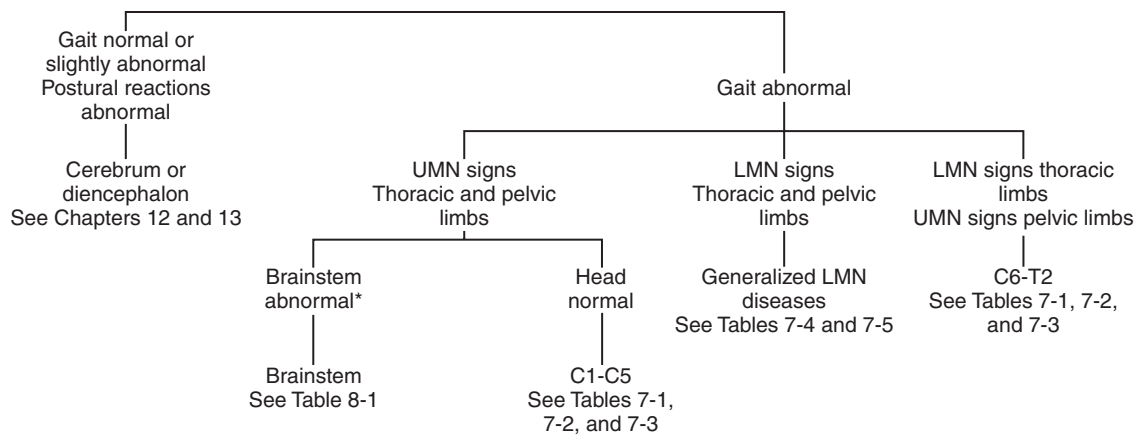 Gait normal or
slightly abnormal
Postural reactions
abnormal
Gait abnormal
Cerebrum or
diencephalon
See Chapters 12 and 13
UMN signs
Thoracic and pelvic
limbs
LMN signs
Thoracic and pelvic
limbs
LMN signs thoracic
limbs
UMN signs pelvic limbs
Brainstem
abnormal*
Head
normal
Generalized LMN
diseases
See Tables 7-4 and 7-5
C6-T2
See Tables 7-1, 7-2,
and 7-3
Brainstem
See Table 8-1
C1-C5
See Tables 7-1,
7-2, and 7-3